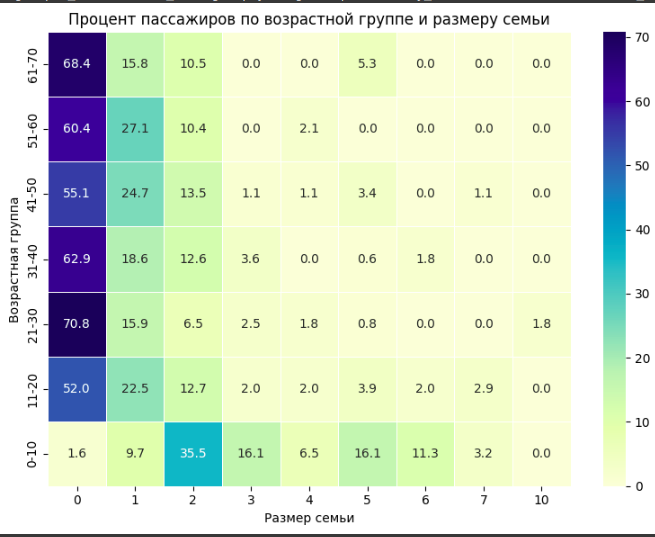 Процент пассажиров по возрастной группе и размеру семьи
Возрастная группа
61-70 68.4 15.8 10.5 0.0 0.0 5.3 0.0 0.0 0.0
51-60 60.4 27.1 10.4 0.0 2.1 0.0 0.0 0.0 0.0
41-50 55.1 24.7 13.5 1.1 1.1 3.4 0.0 1.1 0.0
31-40 62.9 18.6 12.6 3.6 0.0 0.6 1.8 0.0 0.0
21-30 70.8 15.9 6.5 2.5 1.8 0.8 0.0 0.0 1.8
11-20 52.0 22.5 12.7 2.0 2.0 3.9 2.0 2.9 0.0
0-10 1.6 9.7 35.5 16.1 6.5 16.1 11.3 3.2 0.0
0 1 2 3 4 5 6 7 10
Размер семьи
70
60
50
40
30
20
10
0